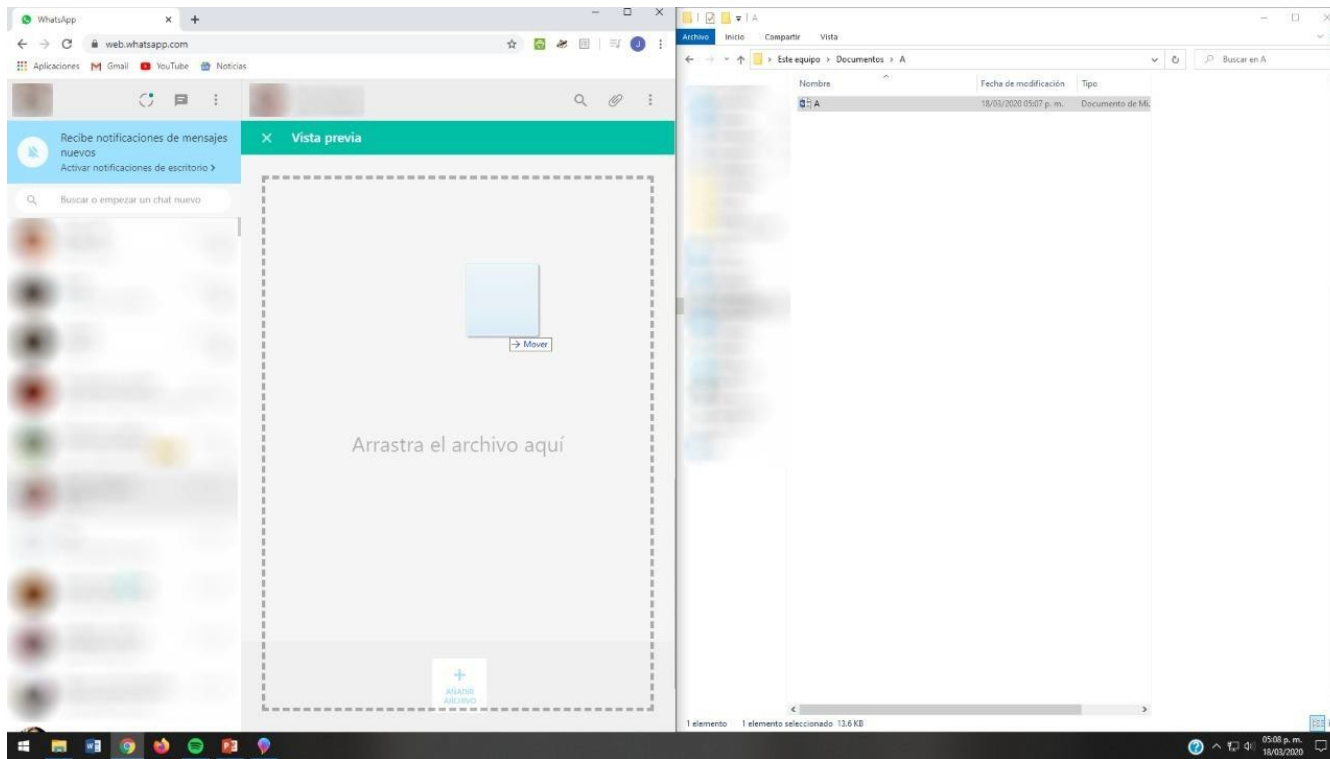 WhatsApp
web.whatsapp.com
J
Aplicaciones
Gmail
YouTube
Noticias
Recibe notificaciones de mensajes
nuevos
Activar notificaciones de escritorio >
Buscar o empezar un chat nuevo
Vista previa
Mover
Arrastra el archivo aquí
AÑADIR
ARCHIVO
A
Archivo Inicio Compartir Vista
Este equipo > Documentos > A
Buscar en A
Nombre Fecha de modificación Tipo
A 18/03/2020 05:07 p. m. Documento de Mi
1 elemento 1 elemento seleccionado 13.6 KB
05:08 p. m.
18/03/2020